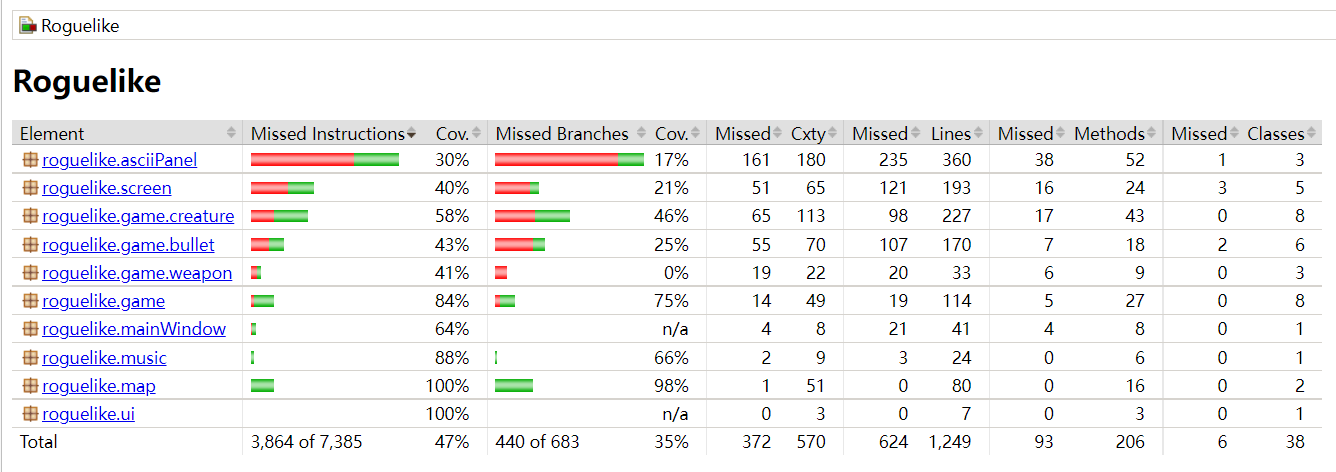 Roguelike
Roguelike
Element Missed Instructions Cov. Missed Branches Cov. Missed Cxty Missed Lines Missed Methods Missed Classes
roguelike.asciiPanel 30% 17% 161 180 235 360 38 52 1 3
roguelike.screen 40% 21% 51 65 121 193 16 24 3 5
roguelike.game.creature 58% 46% 65 113 98 227 17 43 0 8
roguelike.game.bullet 43% 25% 55 70 107 170 7 18 2 6
roguelike.game.weapon 41% 0% 19 22 20 33 6 9 0 3
roguelike.game 84% 75% 14 49 19 114 5 27 0 8
roguelike.mainWindow 64% n/a 4 8 21 41 4 8 0 1
roguelike.music 88% 66% 2 9 3 24 0 6 0 1
roguelike.map 100% 98% 1 51 0 80 0 16 0 2
roguelike.ui 100% n/a 0 3 0 7 0 3 0 1
Total 3,864 of 7,385 47% 440 of 683 35% 372 570 624 1,249 93 206 6 38